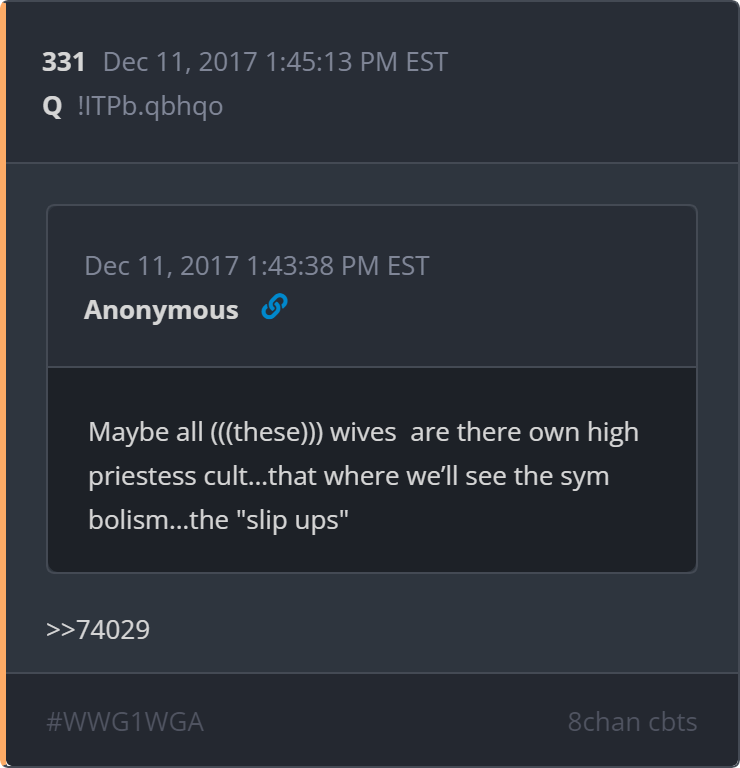 331 Dec 11, 2017 1:45:13 PM EST
Q !ITPb.qbhqo
Dec 11, 2017 1:43:38 PM EST
Anonymous
Maybe all (((these))) wives  are there own high
priestess cult...that where we’ll see the sym
bolism...the "slip ups"
>>74029
#WWG1WGA 8chan cbts